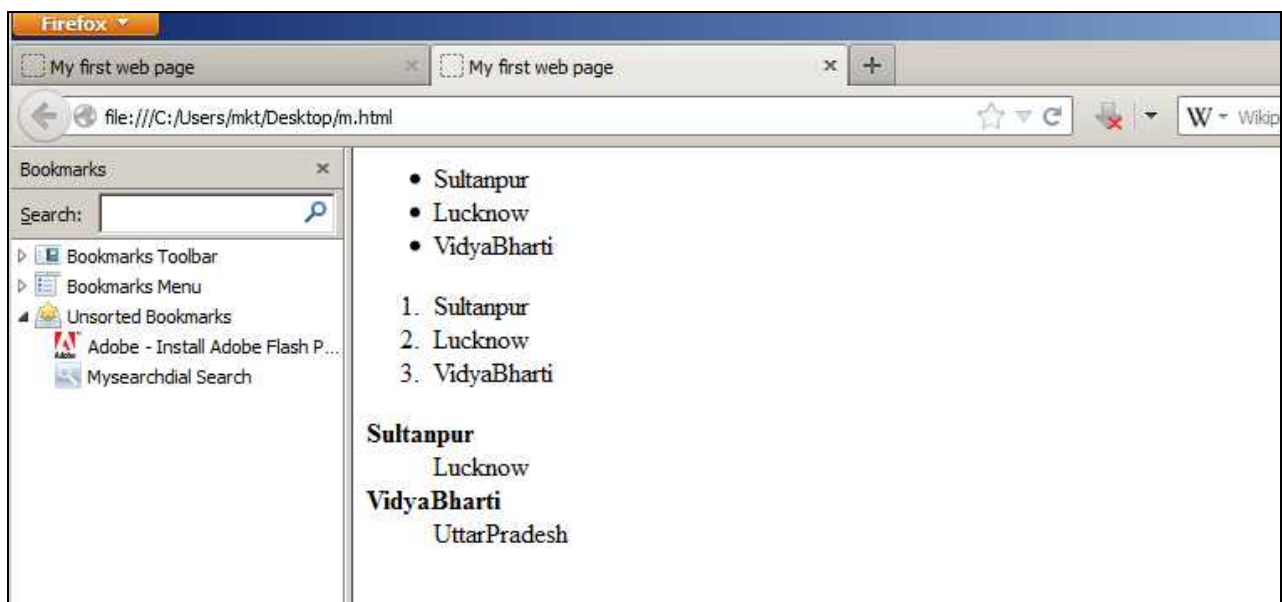 Firefox
My first web page
My first web page
file:///C:/Users/mkt/Desktop/m.html
W Wikip
Bookmarks
Search:
Bookmarks Toolbar
Bookmarks Menu
Unsorted Bookmarks
Adobe Adobe - Install Adobe Flash P...
Mysearchdial Search
• Sultanpur
• Lucknow
• VidyaBharti
1. Sultanpur
2. Lucknow
3. VidyaBharti
Sultanpur
Lucknow
VidyaBharti
UttarPradesh